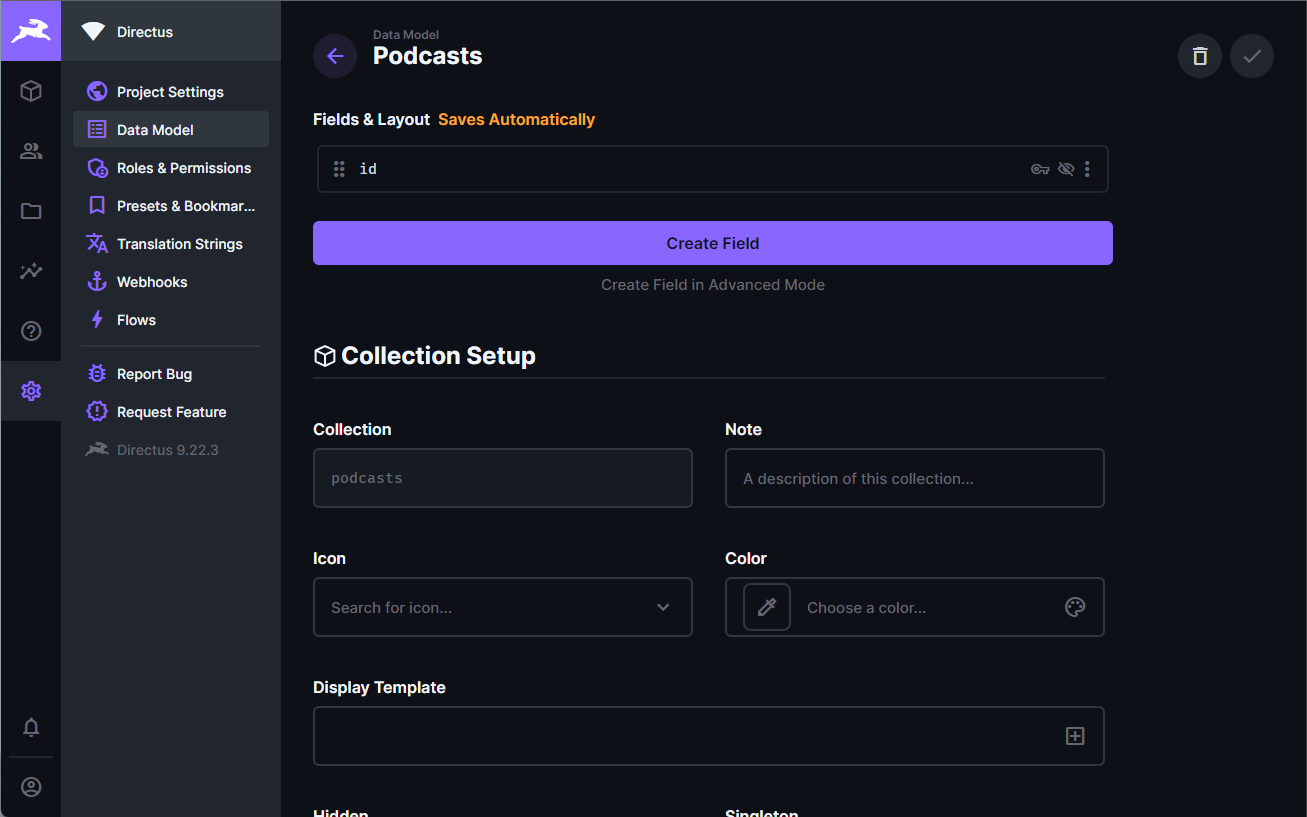 Directus
Project Settings
Data Model
Roles & Permissions
Presets & Bookmar...
Translation Strings
Webhooks
Flows
Report Bug
Request Feature
Directus 9.22.3
Data Model
Podcasts
Fields & Layout Saves Automatically
id
Create Field
Create Field in Advanced Mode
Collection Setup
Collection Note
podcasts A description of this collection...
Icon Color
Search for icon... Choose a color...
Display Template
Hidden Singleton